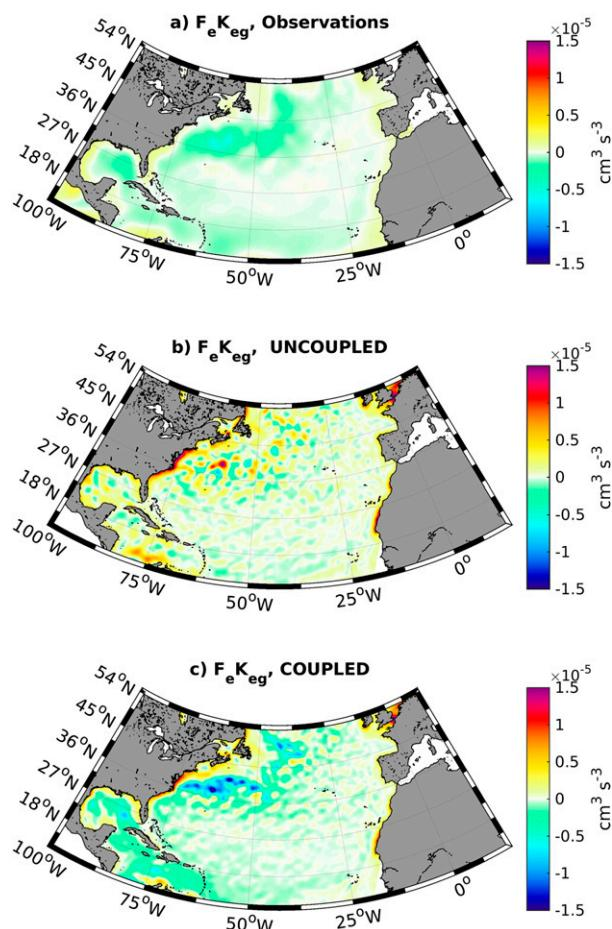 a) FₑKₑg, Observations
54°N
45°N
36°N
27°N
18°N
100°W
75°W
50°W
25°W
0°
×10⁻⁵
1.5
1
0.5
0
-0.5
-1
-1.5
cm³ s⁻³
b) FₑKₑg, UNCOUPLED
54°N
45°N
36°N
27°N
18°N
100°W
75°W
50°W
25°W
0°
×10⁻⁵
1.5
1
0.5
0
-0.5
-1
-1.5
cm³ s⁻³
c) FₑKₑg, COUPLED
54°N
45°N
36°N
27°N
18°N
100°W
75°W
50°W
25°W
0°
×10⁻⁵
1.5
1
0.5
0
-0.5
-1
-1.5
cm³ s⁻³